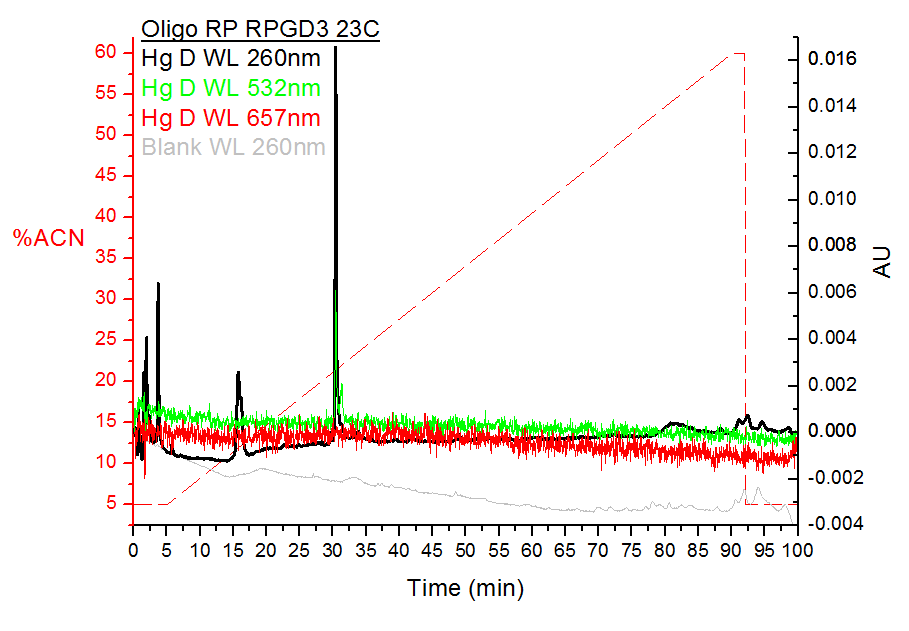 Oligo RP RPGD3 23C
Hg D WL 260nm
Hg D WL 532nm
Hg D WL 657nm
Blank WL 260nm
%ACN
60
55
50
45
40
35
30
25
20
15
10
5
0.016
0.014
0.012
0.010
0.008
0.006
0.004
0.002
0.000
-0.002
-0.004
AU
0 5 10 15 20 25 30 35 40 45 50 55 60 65 70 75 80 85 90 95 100
Time (min)